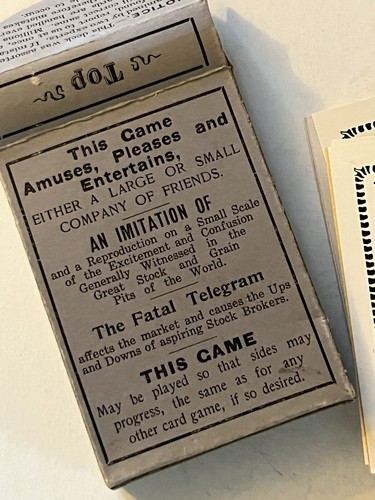 NOTICE.
Top
This Game
Amuses, Pleases and
Entertains,
EITHER A LARGE OR SMALL
COMPANY OF FRIENDS.
AN IMITATION OF
and a Reproduction on a Small Scale
of the Excitement and Confusion
Generally Witnessed in the
Great Stock and Grain
Pits of the World.
The Fatal Telegram
affects the market and causes the Ups
and Downs of aspiring Stock Brokers.
THIS GAME
May be played so that sides may
progress, the same as for any
other card game, if so desired.